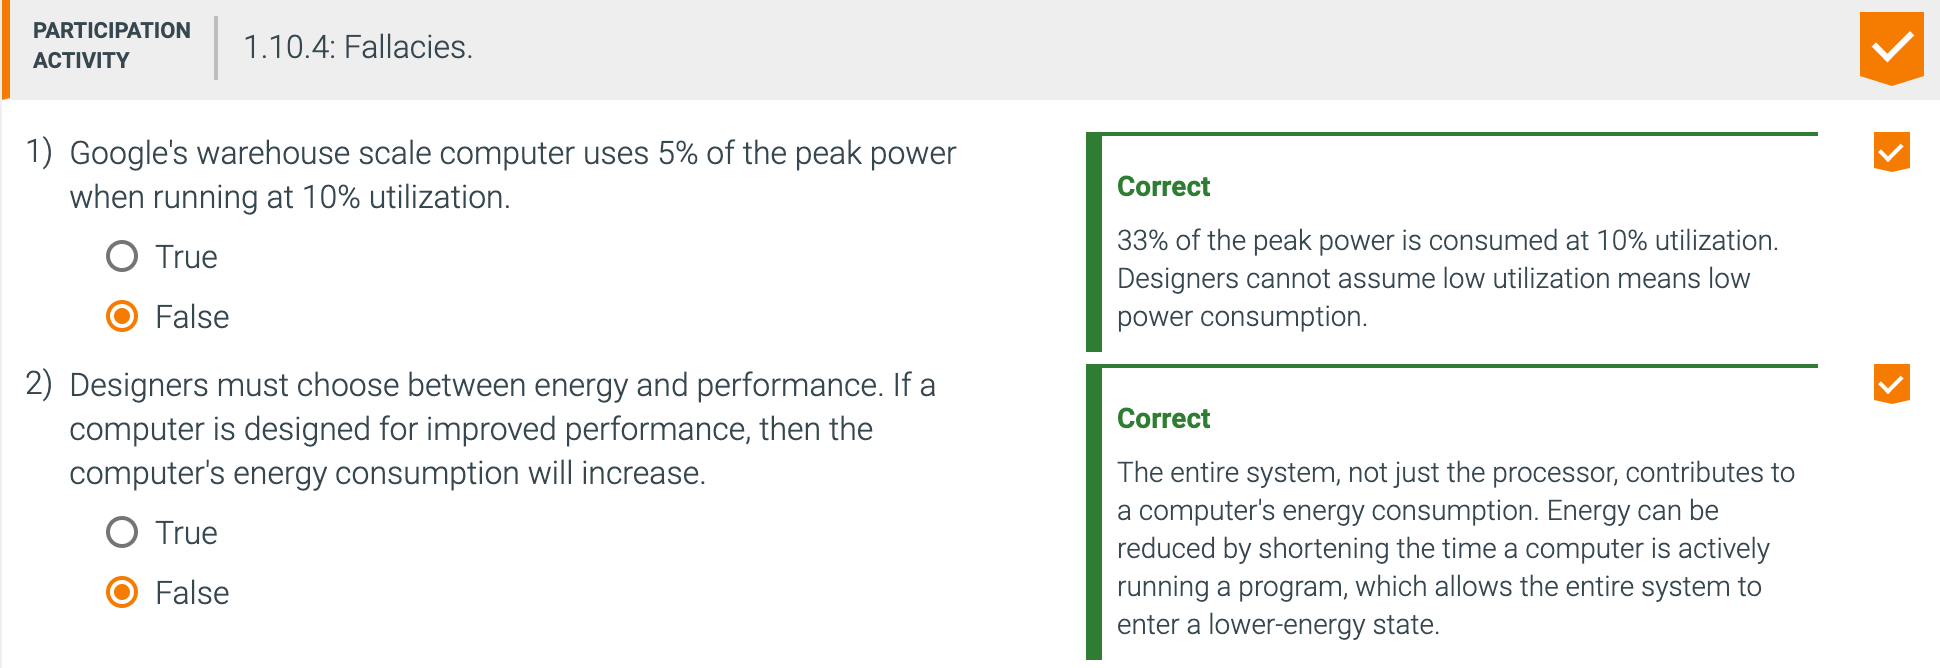 PARTICIPATION
ACTIVITY
1.10.4: Fallacies.
1) Google's warehouse scale computer uses 5% of the peak power
when running at 10% utilization.
True
False
Correct
33% of the peak power is consumed at 10% utilization.
Designers cannot assume low utilization means low
power consumption.
2) Designers must choose between energy and performance. If a
computer is designed for improved performance, then the
computer's energy consumption will increase.
True
False
Correct
The entire system, not just the processor, contributes to
a computer's energy consumption. Energy can be
reduced by shortening the time a computer is actively
running a program, which allows the entire system to
enter a lower-energy state.